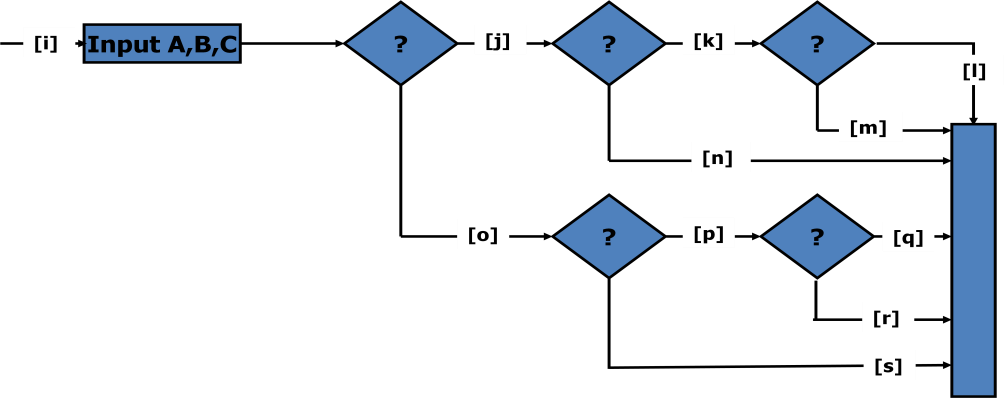 [i] Input A,B,C ? [j] ? [k] ?
[l]
[m]
[n]
[o] ? [p] ? [q]
[r]
[s]